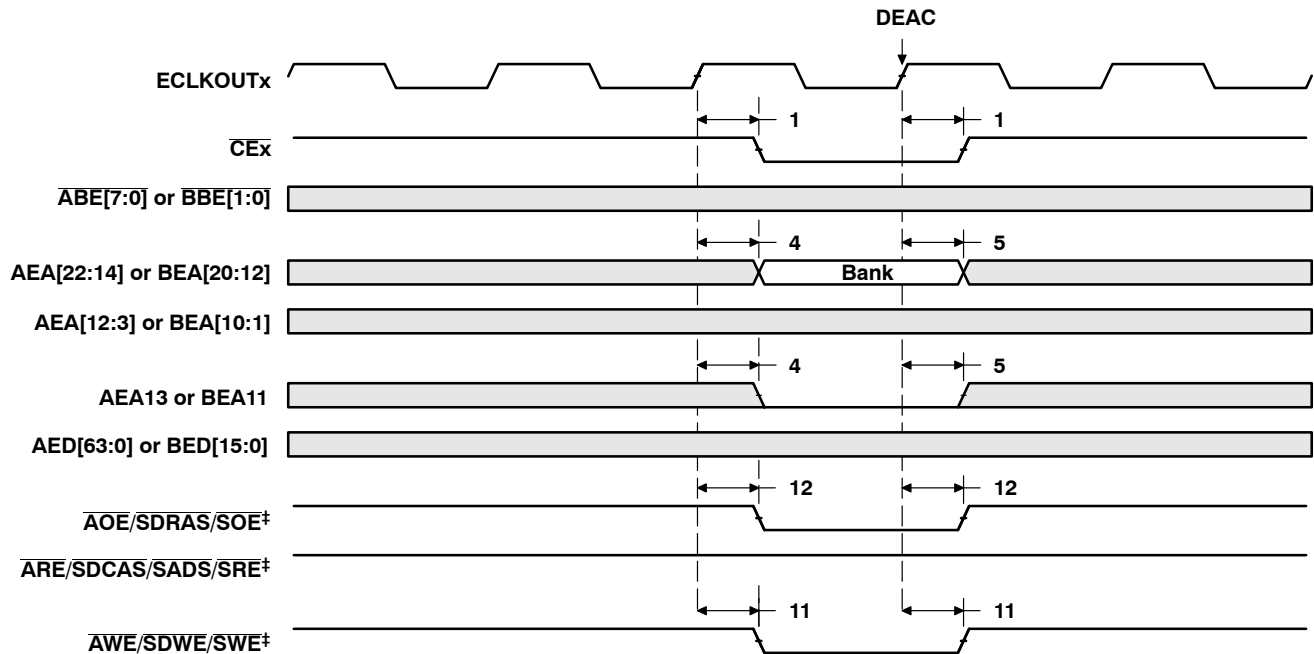 DEAC
ECLKOUTx
1 1
CEx
ABE[7:0] or BBE[1:0]
4 5
AEA[22:14] or BEA[20:12] Bank
AEA[12:3] or BEA[10:1]
4 5
AEA13 or BEA11
AED[63:0] or BED[15:0]
12 12
AOE/SDRAS/SOE‡
ARE/SDCAS/SADS/SRE‡
11 11
AWE/SDWE/SWE‡